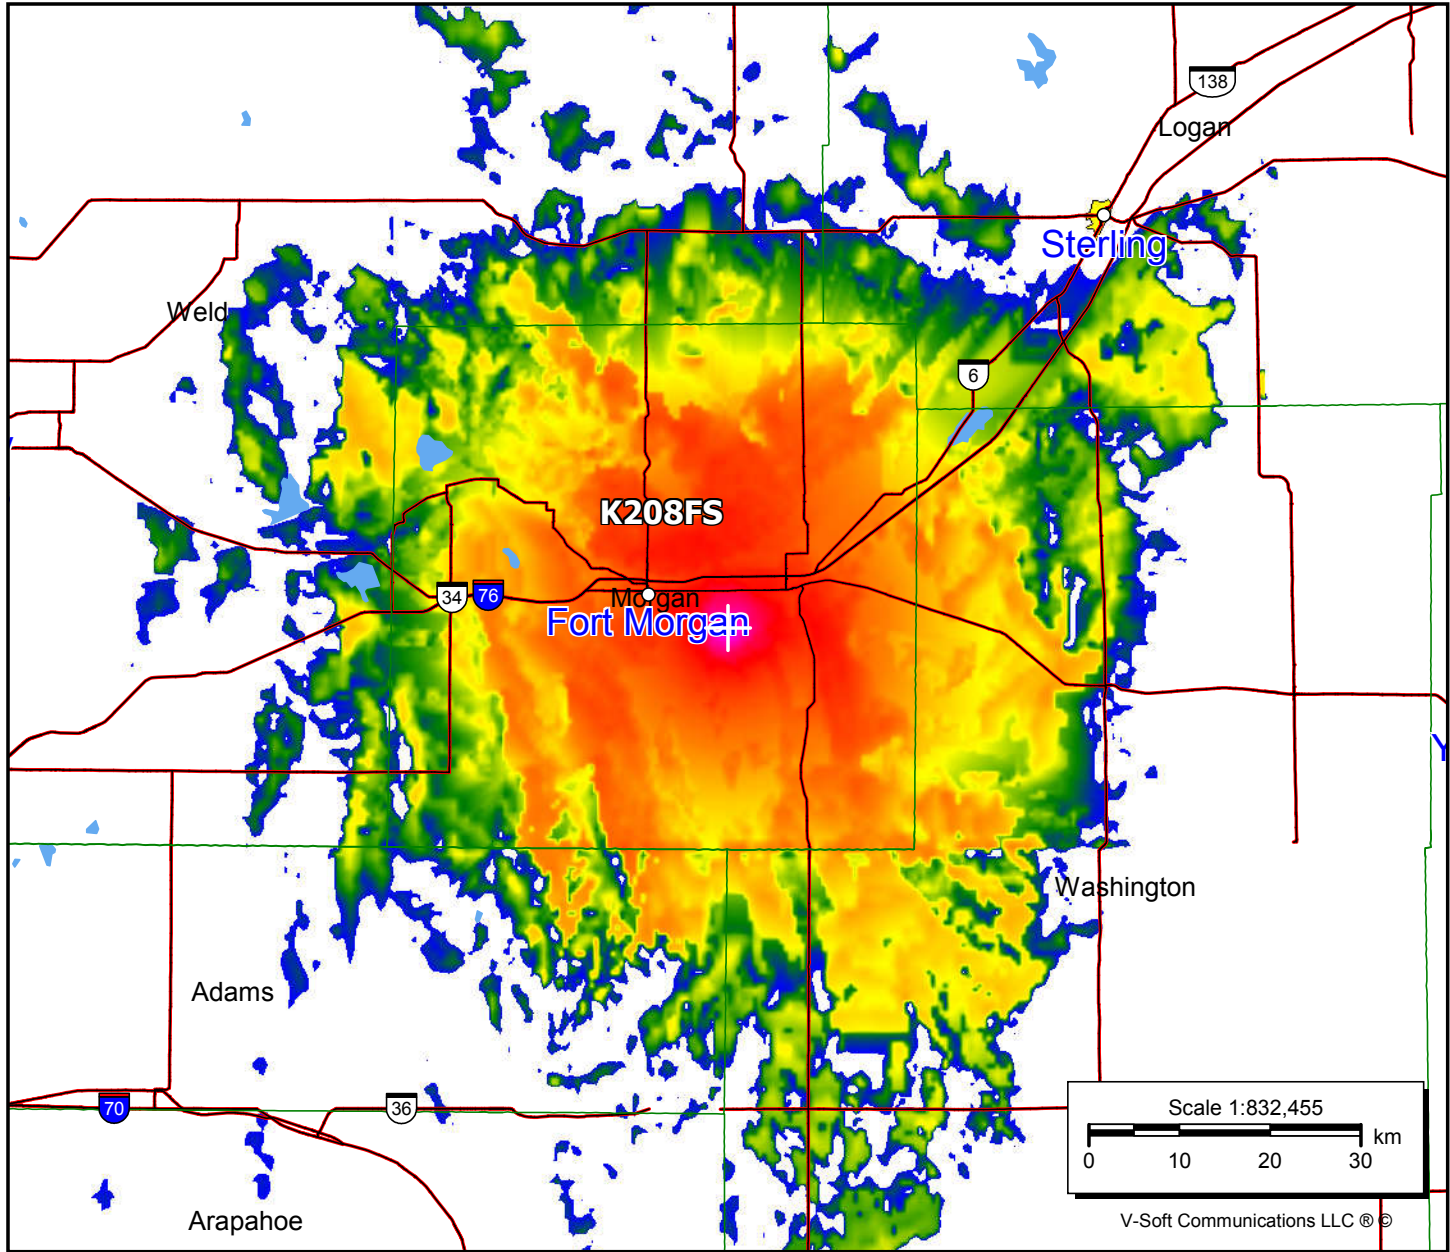 138
Logan
Sterling
Weld
6
K208FS
34
76
Morgan
Fort Morgan
Y
Washington
Adams
70
36
Arapahoe
Scale 1:832,455
km
0 10 20 30
V-Soft Communications LLC ® ©